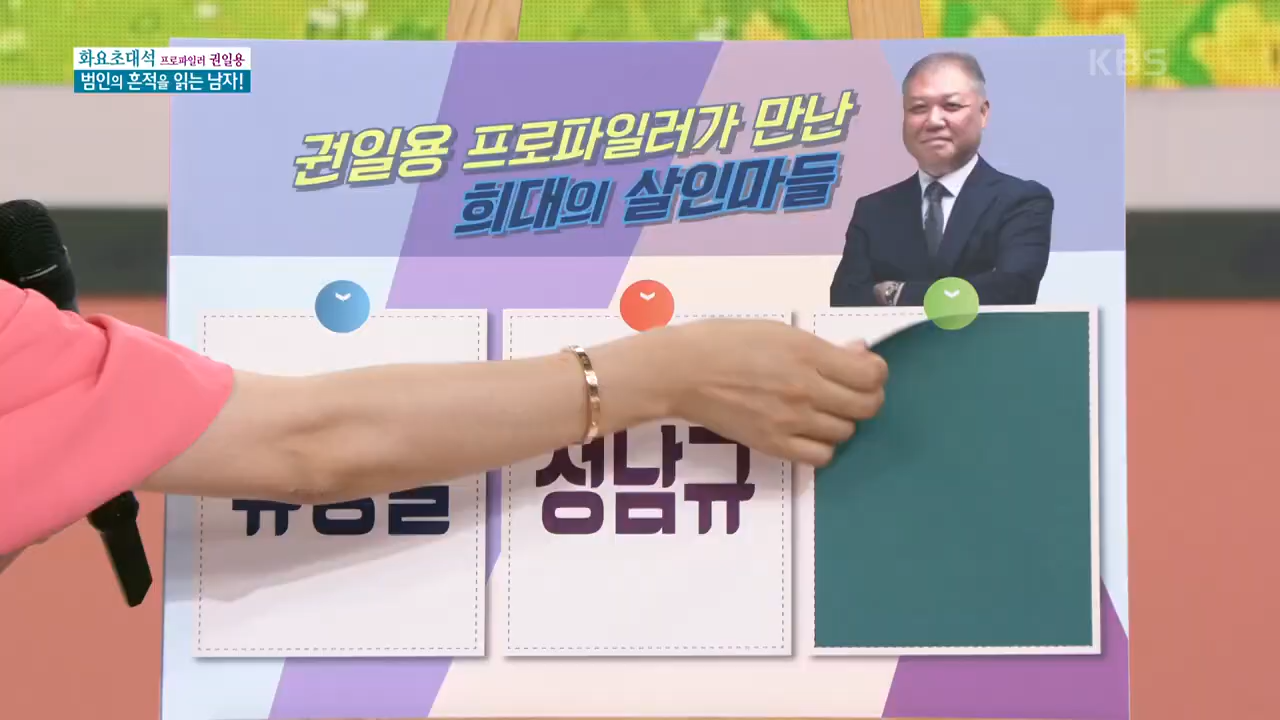 화요초대석 프로파일러 권일용
범인의 흔적을 읽는 남자!
KBS
권일용 프로파일러가 만난
희대의 살인마들
정남규